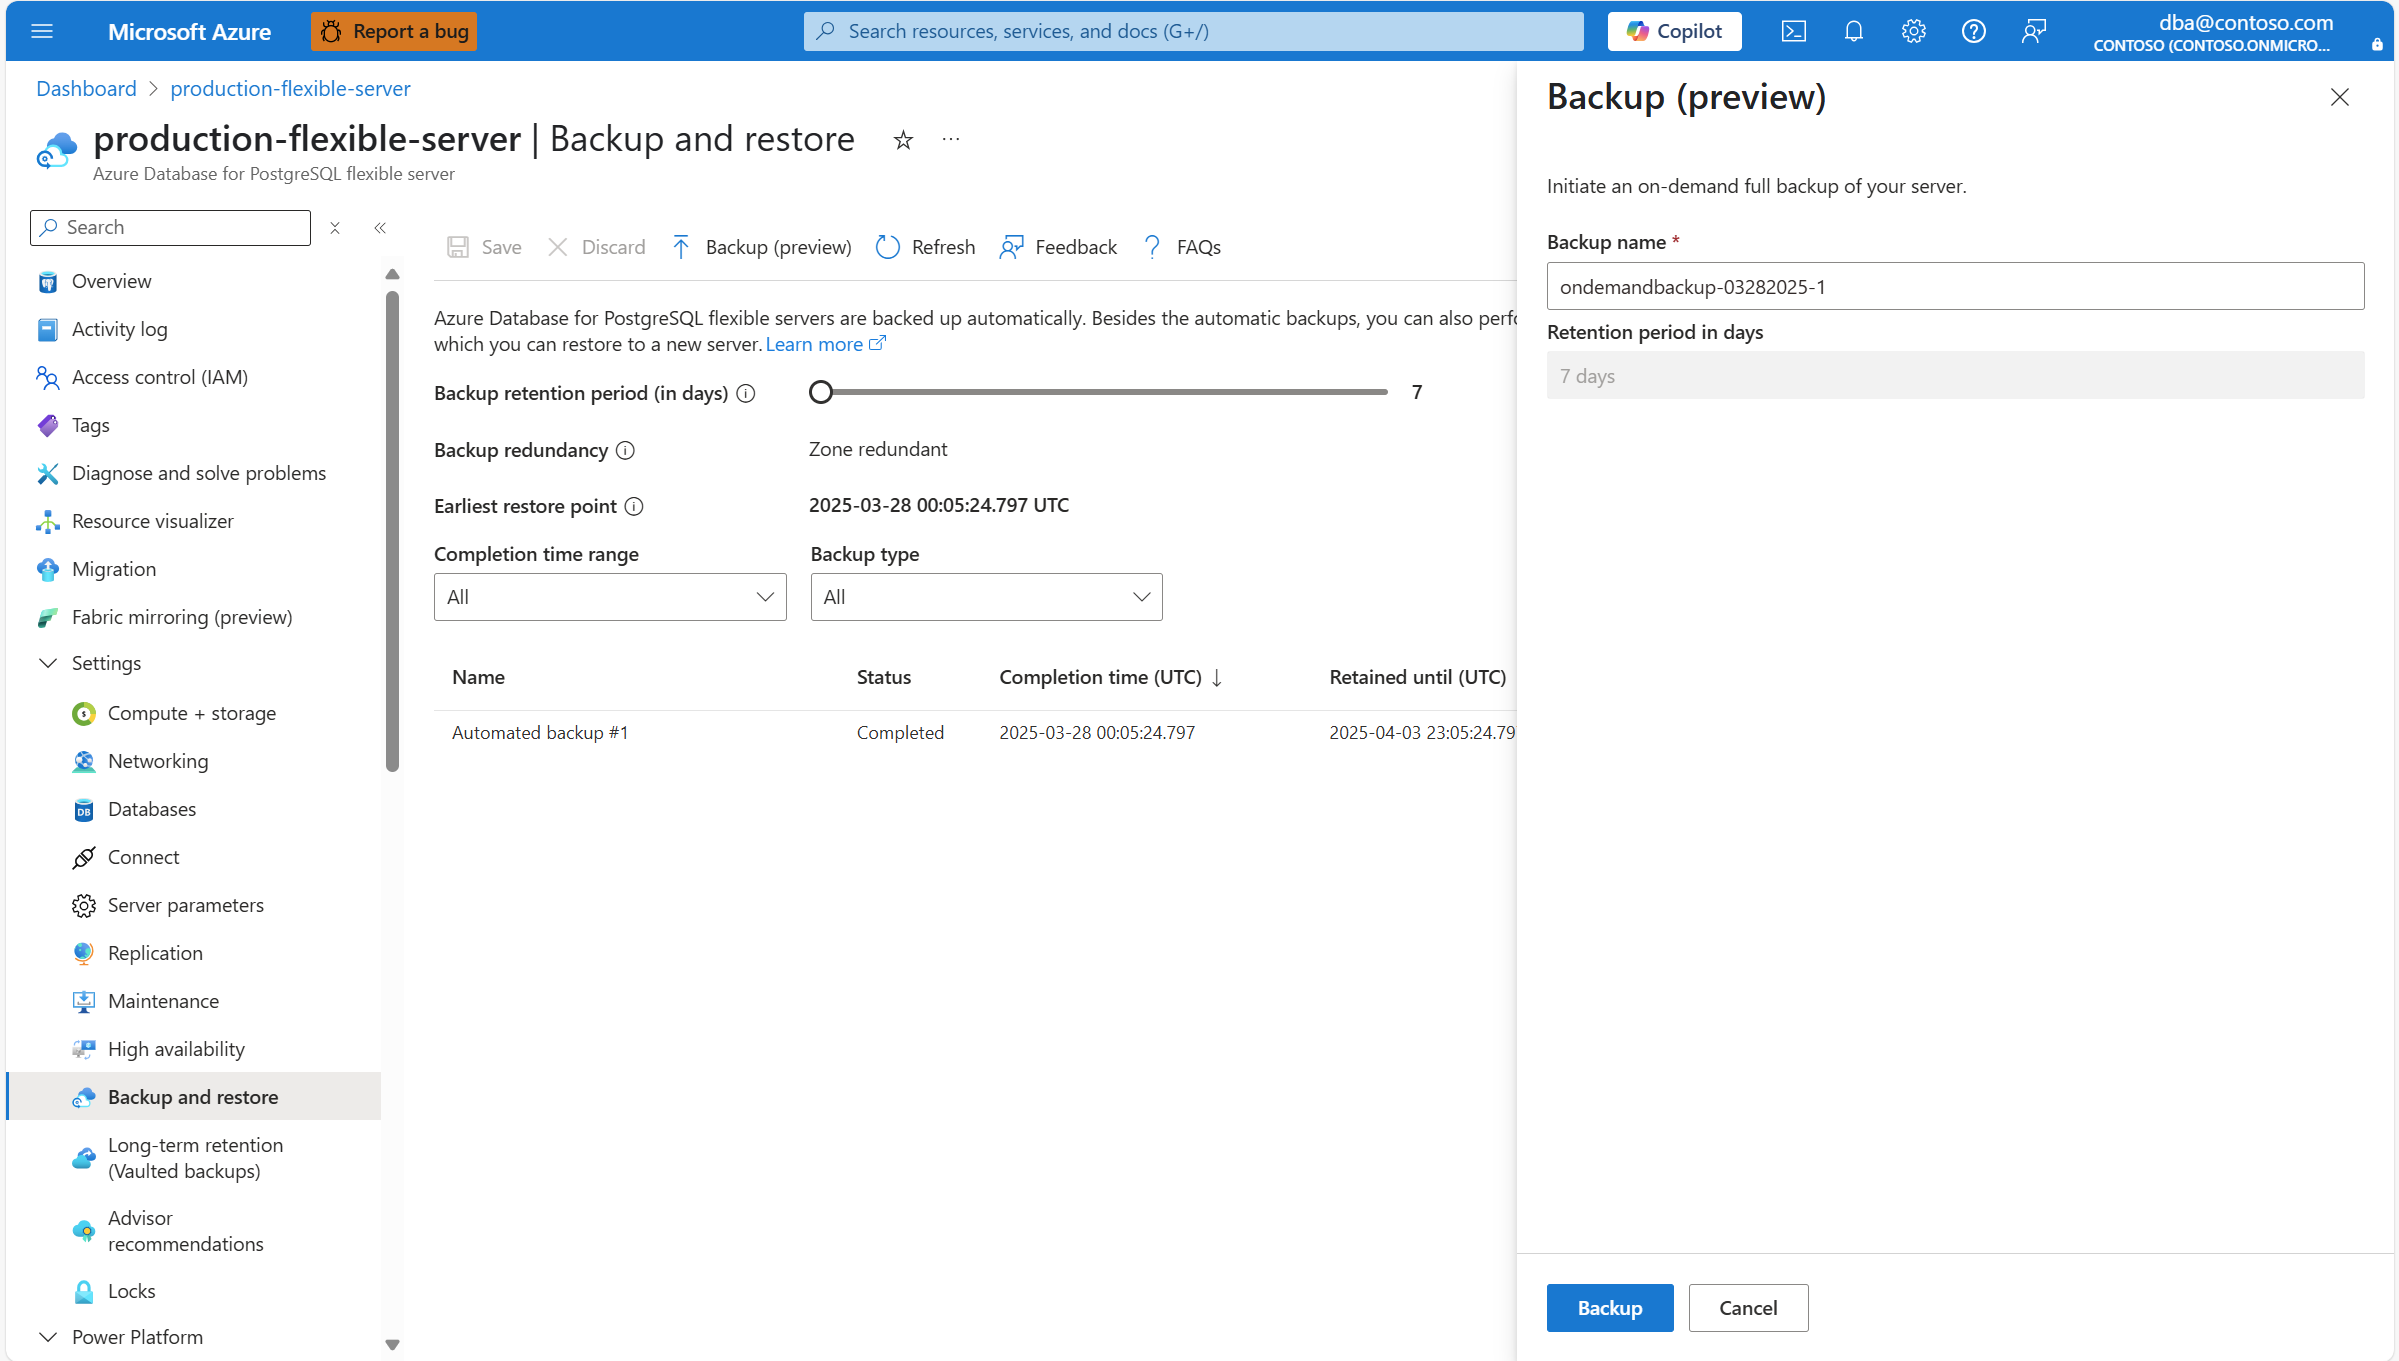 Microsoft Azure
Report a bug
Search resources, services, and docs (G+/)
Copilot
dba@contoso.com
CONTOSO (CONTOSO.ONMICRO...
Dashboard > production-flexible-server
production-flexible-server | Backup and restore
Azure Database for PostgreSQL flexible server
Search
Overview
Activity log
Access control (IAM)
Tags
Diagnose and solve problems
Resource visualizer
Migration
Fabric mirroring (preview)
Settings
Compute + storage
Networking
Databases
Connect
Server parameters
Replication
Maintenance
High availability
Backup and restore
Long-term retention
(Vaulted backups)
Advisor
recommendations
Locks
Power Platform
Save
Discard
Backup (preview)
Refresh
Feedback
FAQs
Azure Database for PostgreSQL flexible servers are backed up automatically. Besides the automatic backups, you can also perfo
which you can restore to a new server. Learn more
Backup retention period (in days)
7
Backup redundancy
Zone redundant
Earliest restore point
2025-03-28 00:05:24.797 UTC
Completion time range
Backup type
All
All
Name Status Completion time (UTC) ↓ Retained until (UTC)
Automated backup #1 Completed 2025-03-28 00:05:24.797 2025-04-03 23:05:24.797
Backup (preview)
Initiate an on-demand full backup of your server.
Backup name *
ondemandbackup-03282025-1
Retention period in days
7 days
Backup
Cancel